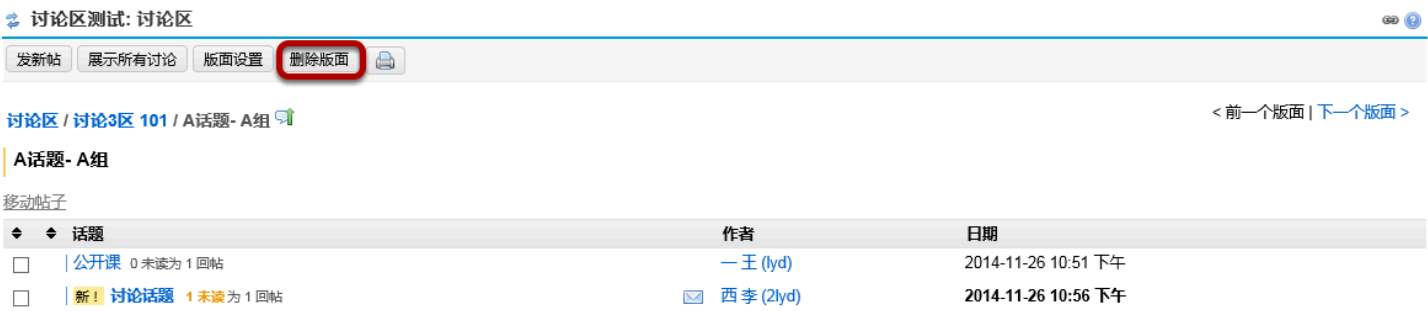 讨论区测试: 讨论区
发新帖 展示所有讨论 版面设置 删除版面
讨论区 / 讨论3区 101 / A话题- A组
< 前一个版面 | 下一个版面 >
A话题- A组
移动帖子
话题 作者 日期
公开课 0 未读为 1 回帖 一 王 (lyd) 2014-11-26 10:51 下午
新！ 讨论话题 1 未读 为 1 回帖 西 李 (2lyd) 2014-11-26 10:56 下午